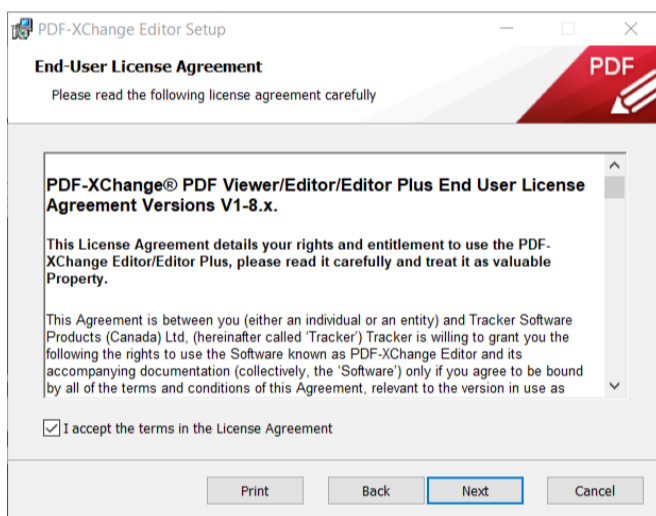 PDF-XChange Editor Setup
End-User License Agreement
Please read the following license agreement carefully
PDF
PDF-XChange® PDF Viewer/Editor/Editor Plus End User License
Agreement Versions V1-8.x.
This License Agreement details your rights and entitlement to use the PDF-
XChange Editor/Editor Plus, please read it carefully and treat it as valuable
Property.
This Agreement is between you (either an individual or an entity) and Tracker Software
Products (Canada) Ltd, (hereinafter called ‘Tracker’) Tracker is willing to grant you the
following the rights to use the Software known as PDF-XChange Editor and its
accompanying documentation (collectively, the ‘Software’) only if you agree to be bound
by all of the terms and conditions of this Agreement, relevant to the version in use as
I accept the terms in the License Agreement
Print
Back
Next
Cancel